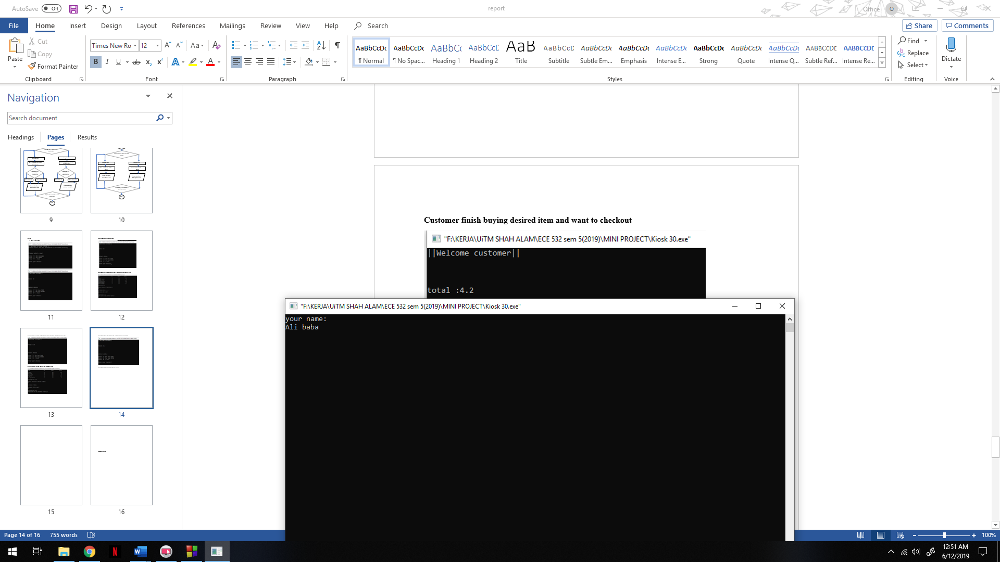 AutoSave Off report Office O
File Home Insert Design Layout References Mailings Review View Help Search Share Comments
Paste Cut Copy Format Painter
Clipboard
Times New Ro 12
Font
Paragraph
AaBbCcDc AaBbCcDc AaBbCc AaBbCcD AaB AaBbCcD AaBbCcDc AaBbCcDc AaBbCcDc AaBbCcDc AaBbCcDc AaBbCcDc AABBCCDE AABBCCDE
¶ Normal ¶ No Spac... Heading 1 Heading 2 Title Subtitle Subtle Em... Emphasis Intense E... Strong Quote Intense Q... Subtle Ref... Intense Re...
Styles
Find
Replace
Select
Editing
Dictate
Voice
Navigation
Search document
Headings Pages Results
9 10
11 12
13 14
15 16
Customer finish buying desired item and want to checkout
"F:\KERJA\UiTM SHAH ALAM\ECE 532 sem 5(2019)\MINI PROJECT\Kiosk 30.exe"
||Welcome customer||
total :4.2
"F:\KERJA\UiTM SHAH ALAM\ECE 532 sem 5(2019)\MINI PROJECT\Kiosk 30.exe"
your name:
Ali baba
Page 14 of 16 755 words 100%
12:51 AM
6/12/2019